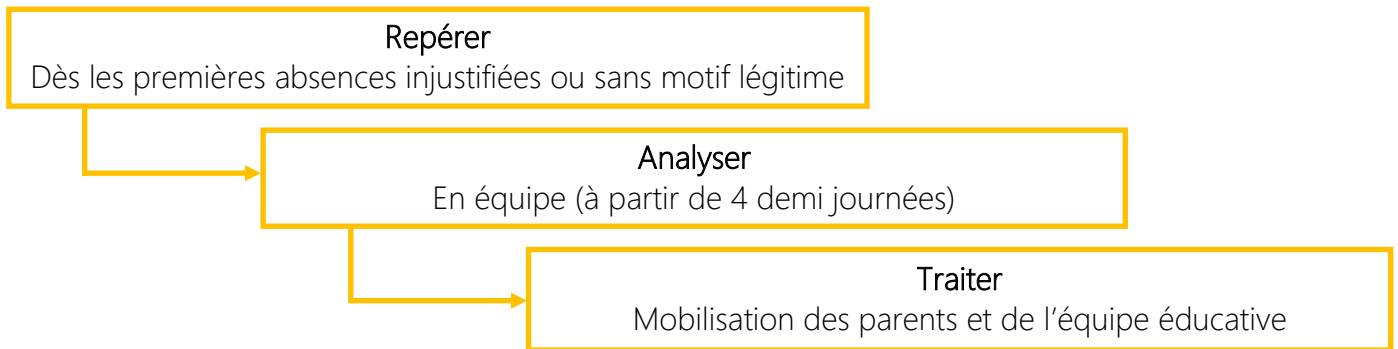 Repérer
Dès les premières absences injustifiées ou sans motif légitime
Analyser
En équipe (à partir de 4 demi journées)
Traiter
Mobilisation des parents et de l’équipe éducative